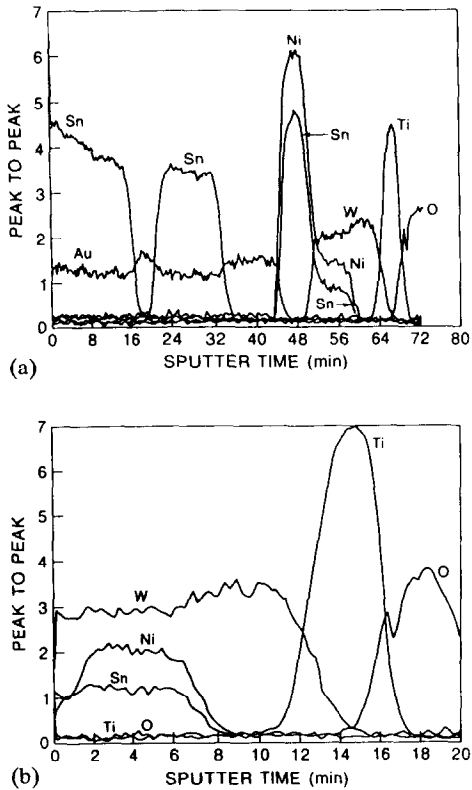 7
6
5
4
3
2
1
0
PEAK TO PEAK
Sn
Sn
Au
Ni
Sn
Ti
W
O
Ni
Sn
0 8 16 24 32 40 48 56 64 72 80
SPUTTER TIME (min)
(a)
7
6
5
4
3
2
1
0
PEAK TO PEAK
Ti
O
W
Ni
Sn
Ti O
0 2 4 6 8 10 12 14 16 18 20
SPUTTER TIME (min)
(b)